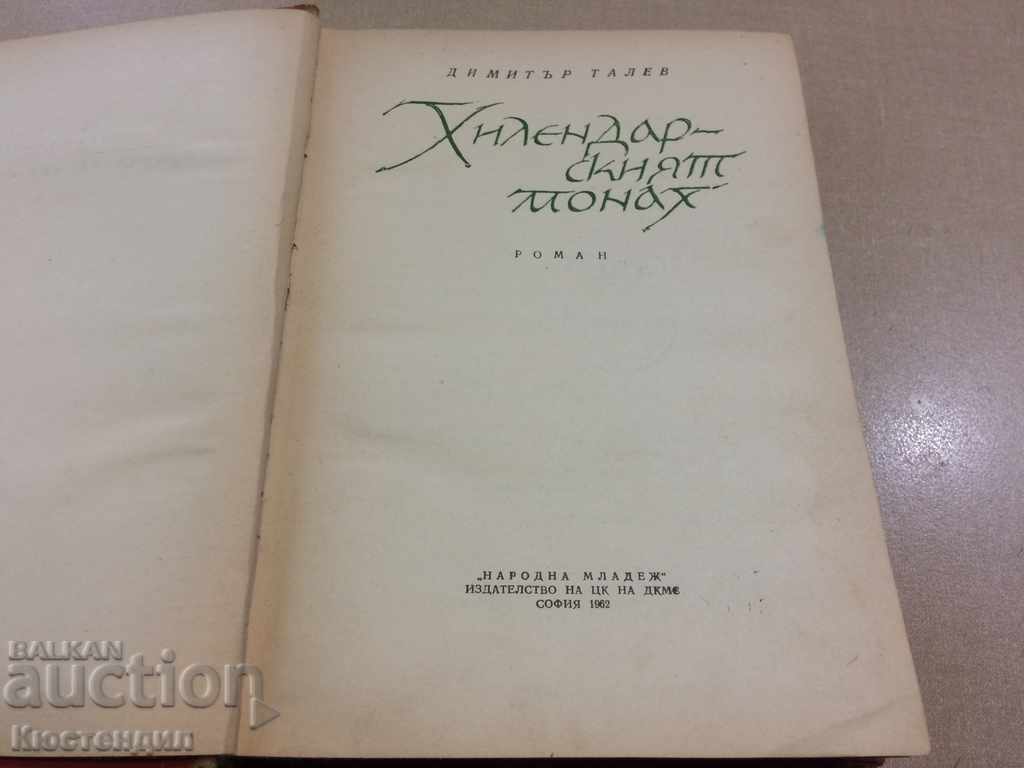 ДИМИТЪР ТАЛЕВ
Хилендар-
ският
монах
РОМАН
„НАРОДНА МЛАДЕЖ“
ИЗДАТЕЛСТВО НА ЦК НА ДКМС
СОФИЯ 1962
BALKAN
auction
Кюстендил